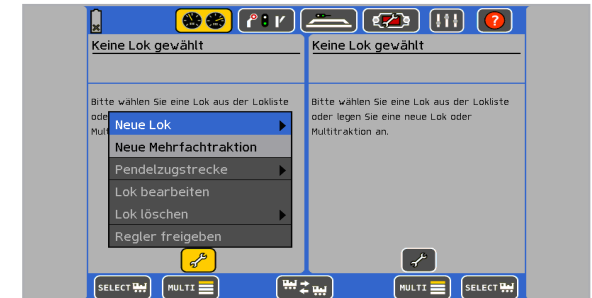 ?
Keine Lok gewählt
Keine Lok gewählt
Bitte wählen Sie eine Lok aus der Lokliste
oder
Mult
Bitte wählen Sie eine Lok aus der Lokliste
oder legen Sie eine neue Lok oder
Multitraktion an.
Neue Lok
Neue Mehrfachtraktion
Pendelzugstrecke
Lok bearbeiten
Lok löschen
Regler freigeben
SELECT
MULTI
MULTI
SELECT